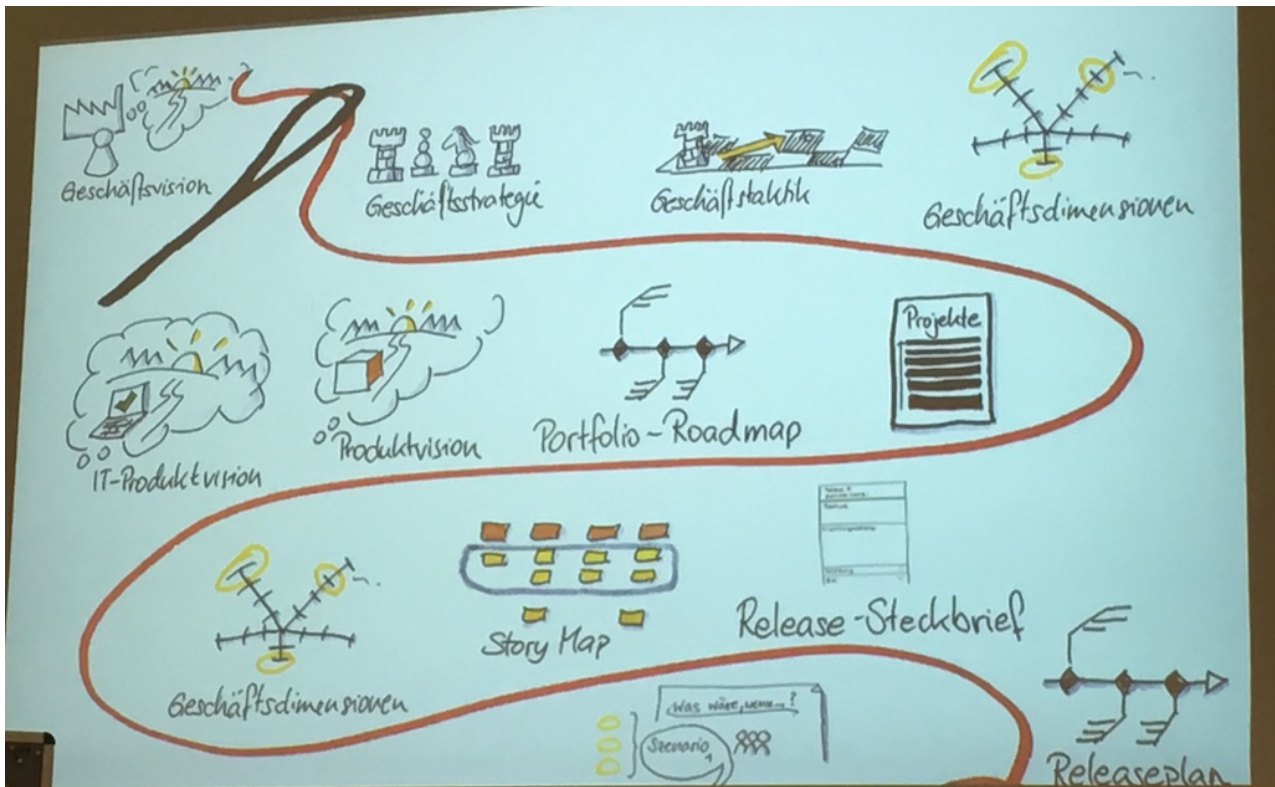 Geschäftsvision
Geschäftsstrategie
Geschäftstaktik
Geschäftsdimensionen
IT-Produktvision
Produktvision
Portfolio-Roadmap
Projekte
Geschäftsdimensionen
Story Map
Release-Steckbrief
Releaseplan
Was wäre, wenn...?
Szenario
1